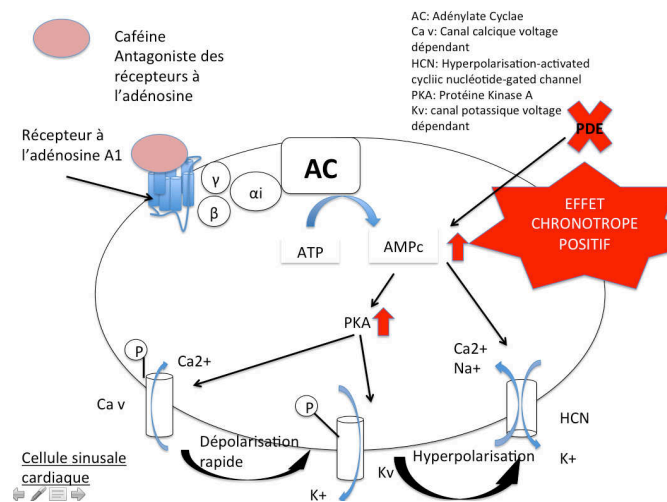 Caféine
Antagoniste des
récepteurs à
l'adénosine
AC: Adénylate Cyclae
Ca v: Canal calcique voltage
dépendant
HCN: Hyperpolarisation-activated
cycliic nucléotide-gated channel
PKA: Protéine Kinase A
Kv: canal potassique voltage
dépendant
PDE
Récepteur à
l'adénosine A1
γ
β
αi
AC
EFFET
CHRONOTROPE
POSITIF
ATP
AMPc
PKA
P
Ca2+
Ca v
P
Ca2+
Na+
HCN
K+
Dépolarisation
rapide
K+
Kv
Hyperpolarisation
Cellule sinusale
cardiaque